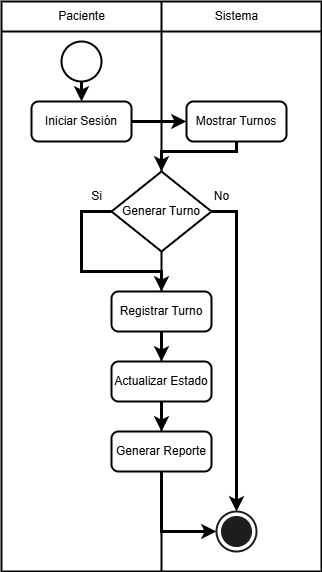 Paciente
Sistema
Iniciar Sesión
Mostrar Turnos
Si
No
Generar Turno
Registrar Turno
Actualizar Estado
Generar Reporte